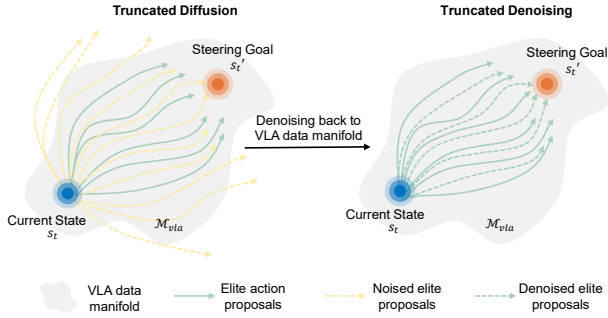 Truncated Diffusion
Truncated Denoising
Steering Goal
s_t'
Steering Goal
s_t'
Denoising back to
VLA data manifold
Current State
s_t
M_vla
Current State
s_t
M_vla
VLA data
manifold
Elite action
proposals
Noised elite
proposals
Denoised elite
proposals